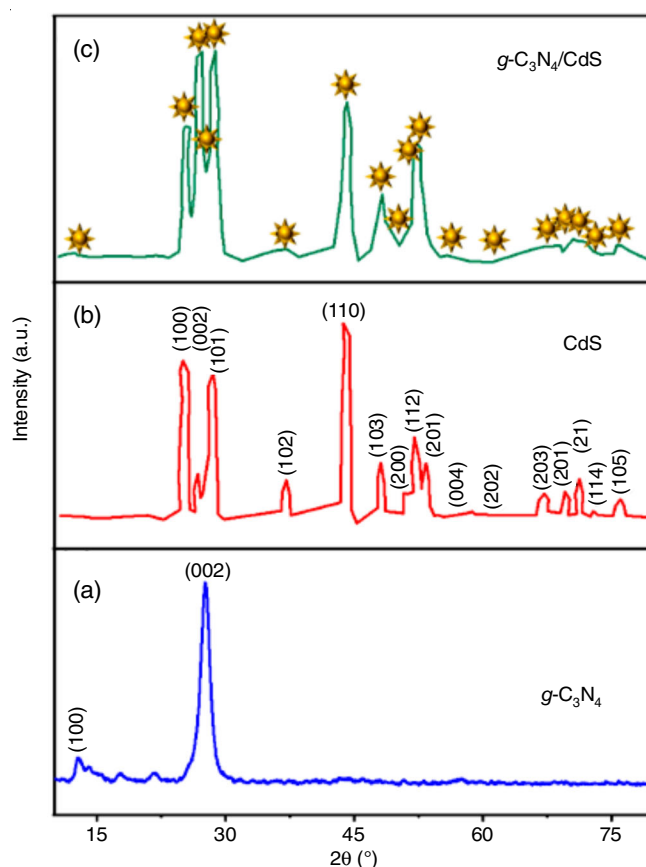 (c)
g-C₃N₄/CdS
(b)
CdS
(100)
(002)
(101)
(102)
(110)
(103)
(200)
(112)
(201)
(004)
(202)
(203)
(201)
(21)
(114)
(105)
(a)
g-C₃N₄
(100)
(002)
Intensity (a.u.)
15 30 45 60 75
2θ (°)